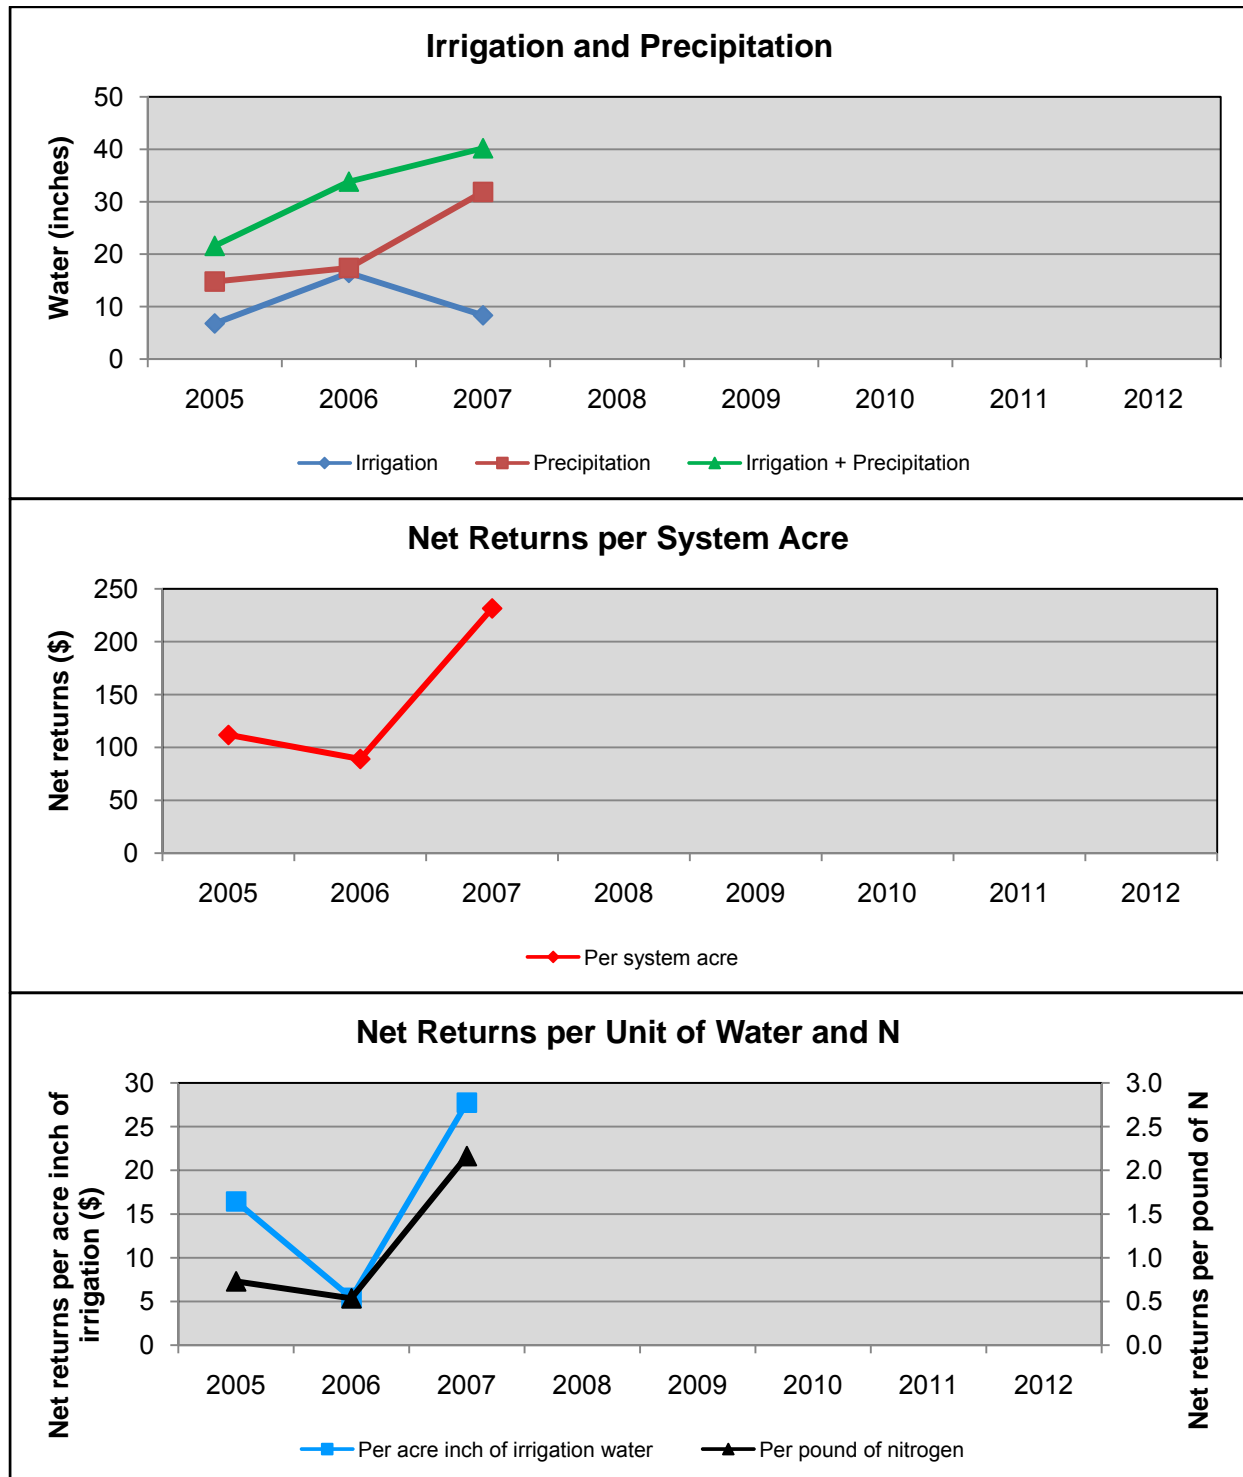 Irrigation and Precipitation
Water (inches)
50
40
30
20
10
0
2005 2006 2007 2008 2009 2010 2011 2012
Irrigation Precipitation Irrigation + Precipitation
Net Returns per System Acre
Net returns ($)
250
200
150
100
50
0
2005 2006 2007 2008 2009 2010 2011 2012
Per system acre
Net Returns per Unit of Water and N
Net returns per acre inch of
irrigation ($)
30 3.0
25 2.5
20 2.0
15 1.5
10 1.0
5 0.5
0 0.0
Net returns per pound of N
2005 2006 2007 2008 2009 2010 2011 2012
Per acre inch of irrigation water Per pound of nitrogen